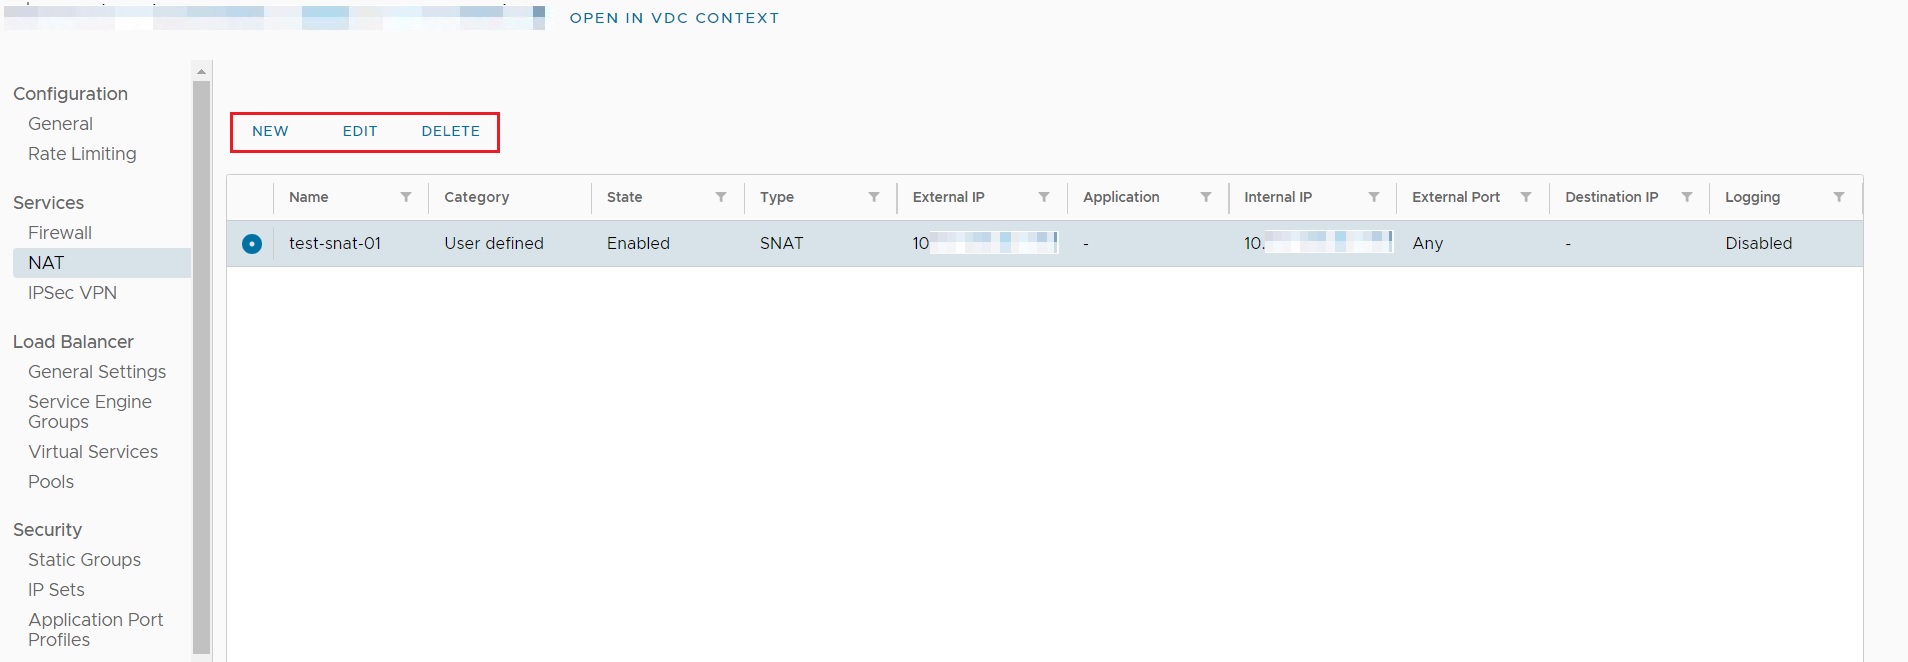 OPEN IN VDC CONTEXT
Configuration
General
Rate Limiting
Services
Firewall
NAT
IPSec VPN
Load Balancer
General Settings
Service Engine
Groups
Virtual Services
Pools
Security
Static Groups
IP Sets
Application Port
Profiles
NEW EDIT DELETE
Name Category State Type External IP Application Internal IP External Port Destination IP Logging
test-snat-01 User defined Enabled SNAT 10 - 10. Any - Disabled